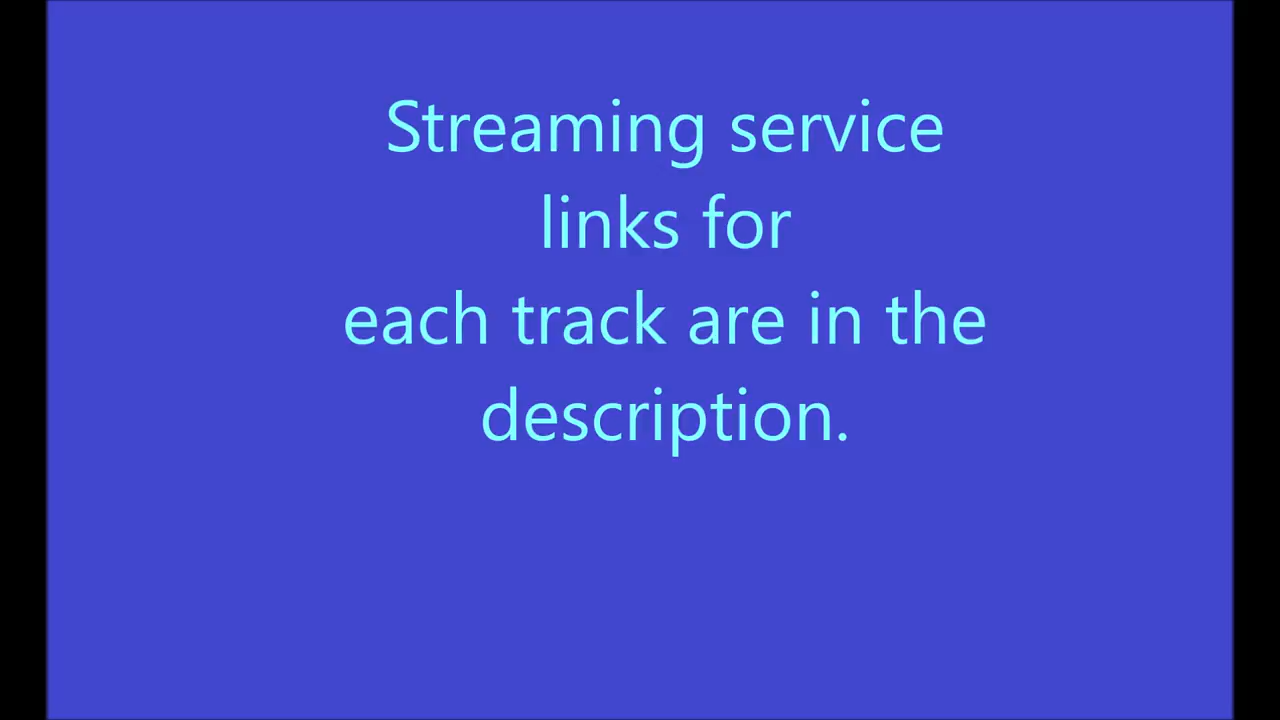 Streaming service
links for
each track are in the
description.